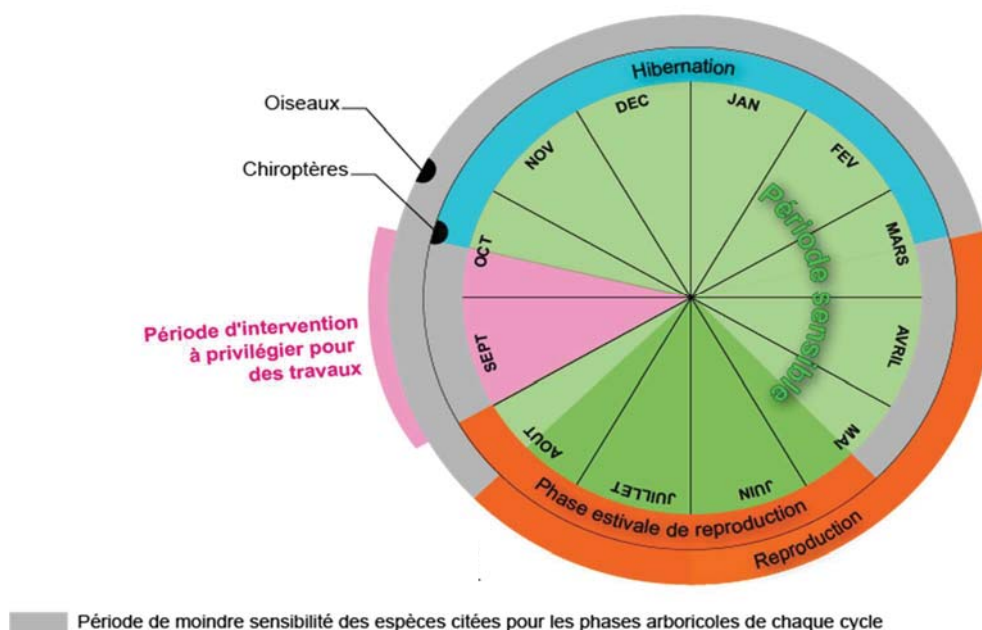 Hibernation
Oiseaux
Chiroptères
DEC
JAN
NOV
FEV
OCT
MARS
SEPT
AVRIL
AOUT
MAI
JUILLET
JUIN
Période sensible
Période d'intervention
à privilégier pour
des travaux
Phase estivale de reproduction
Reproduction
Période de moindre sensibilité des espèces citées pour les phases arboricoles de chaque cycle